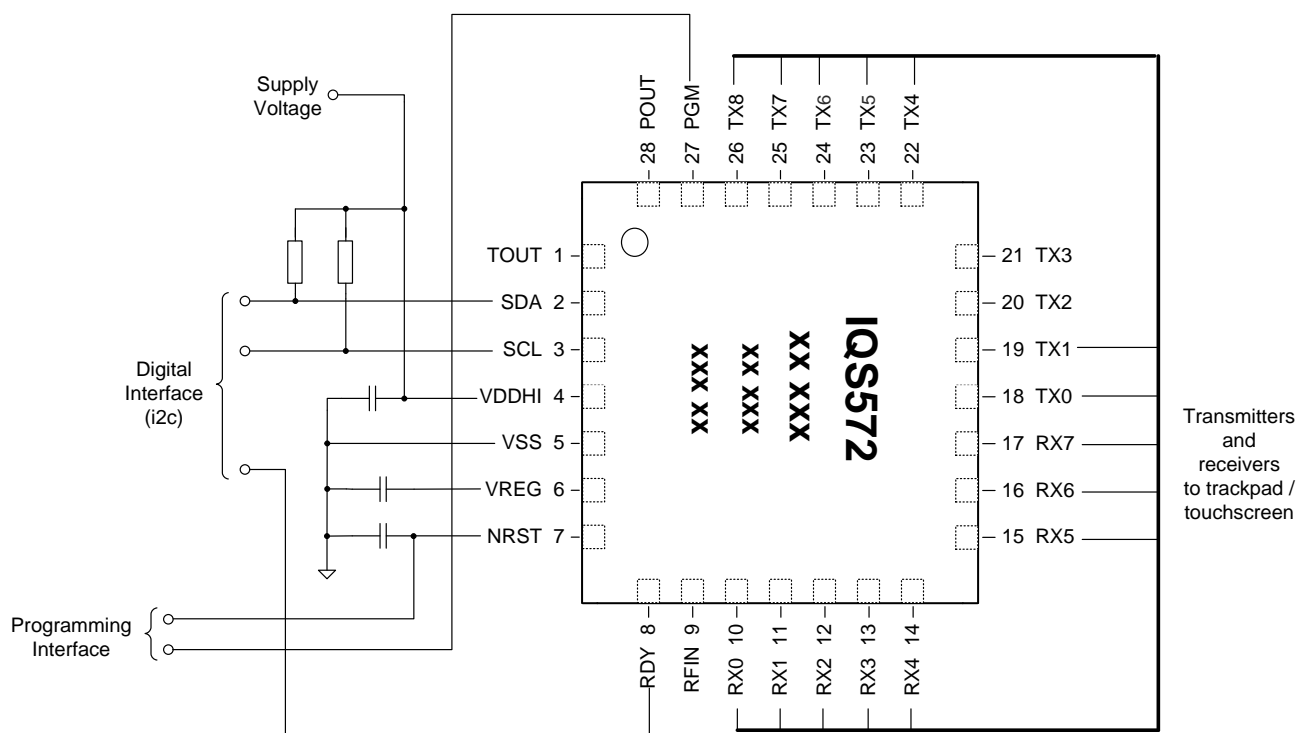 Supply
Voltage
28 POUT
27 PGM
26 TX8
25 TX7
24 TX6
23 TX5
22 TX4
TOUT 1
SDA 2
SCL 3
VDDHI 4
VSS 5
VREG 6
NRST 7
Digital
Interface
(i2c)
Programming
Interface
IQS572
xx xxx
xxx xx
xx xxx
21 TX3
20 TX2
19 TX1
18 TX0
17 RX7
16 RX6
15 RX5
Transmitters
and
receivers
to trackpad /
touchscreen
RDY 8
RFIN 9
RX0 10
RX1 11
RX2 12
RX3 13
RX4 14